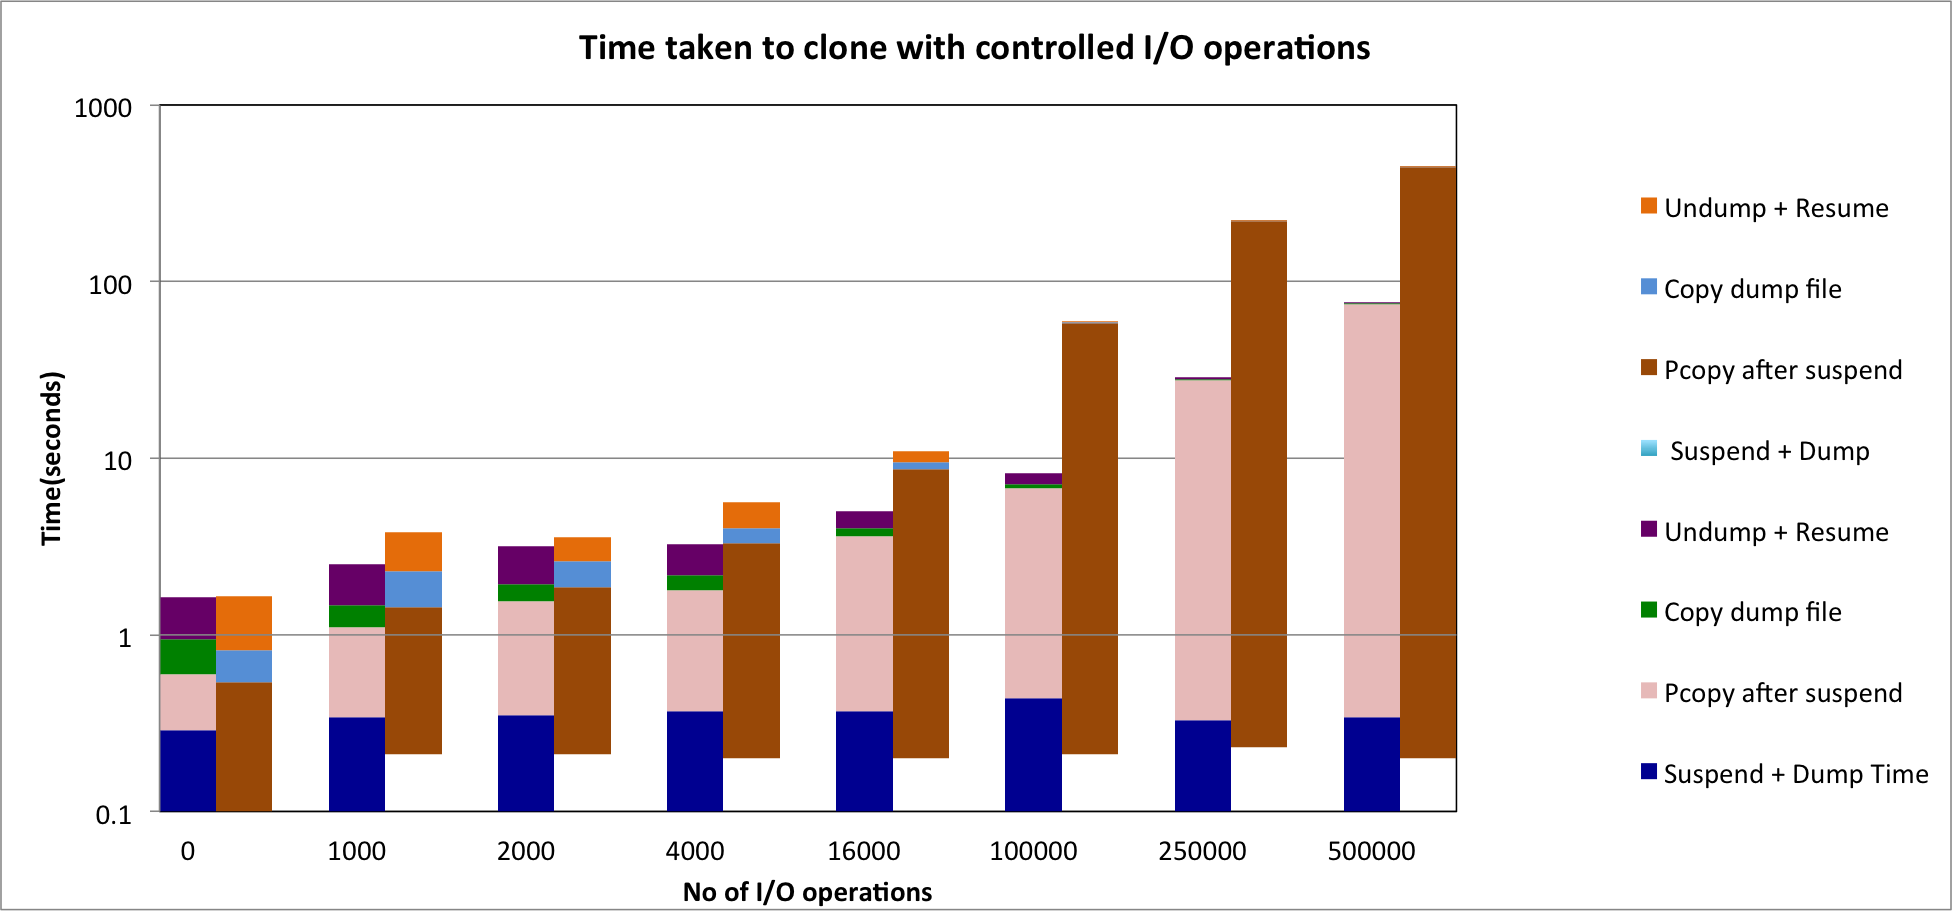 Time taken to clone with controlled I/O operations
1000
100
10
1
0.1
Time(seconds)
0
1000
2000
4000
16000
100000
250000
500000
No of I/O operations
Undump + Resume
Copy dump file
Pcopy after suspend
Suspend + Dump
Undump + Resume
Copy dump file
Pcopy after suspend
Suspend + Dump Time